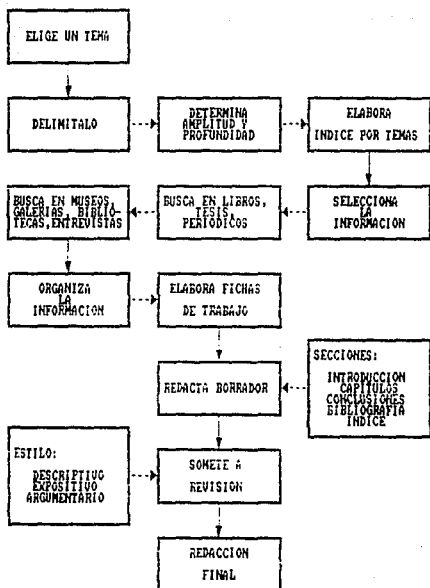 ELIGE UN TEMA
DELIMITALO
DETERMINA
AMPLITUD Y
PROFUNDIDAD
ELABORA
INDICE POR TEMAS
SELECCIONA
LA
INFORMACION
BUSCA EN LIBROS,
TESIS,
PERIODICOS
BUSCA EN MUSEOS,
GALERIAS, BIBLIO-
TECAS,ENTREVISTAS
ORGANIZA
LA
INFORMACION
ELABORA FICHAS
DE TRABAJO
REDACTA BORRADOR
SECCIONES:
INTRODUCCION
CAPITULOS
CONCLUSIONES
BIBLIOGRAFIA
INDICE
ESTILO:
DESCRIPTIVO
EXPOSITIVO
ARGUMENTARIO
SOMETE A
REVISION
REDACCION
FINAL